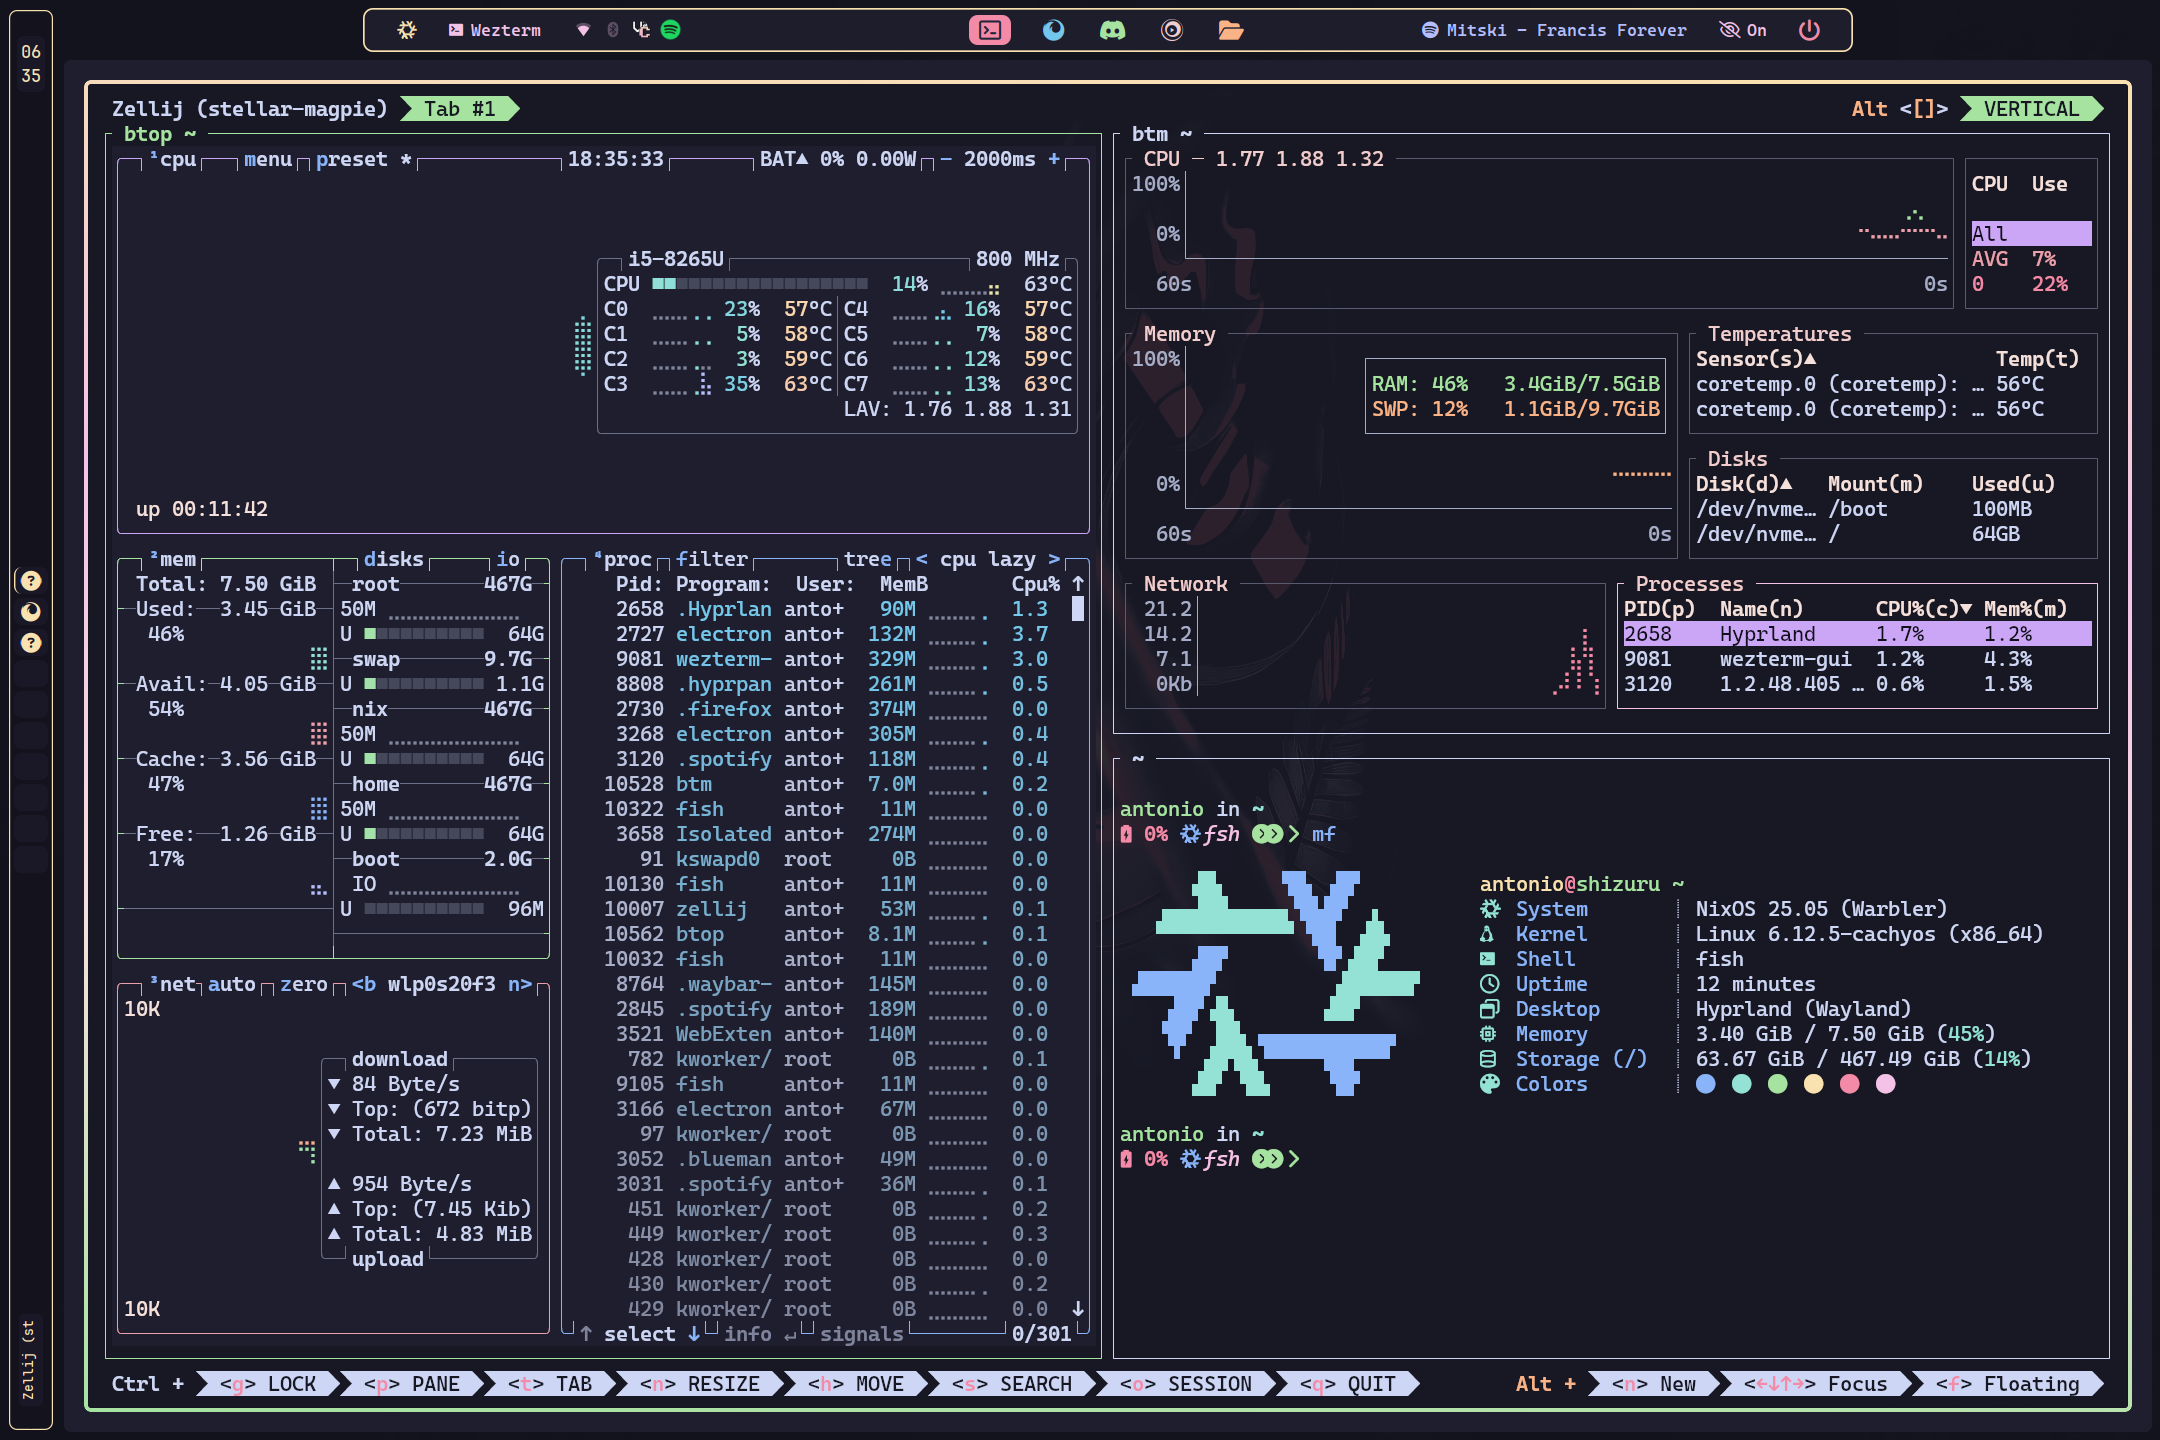 06
35
Wezterm
Mitski - Francis Forever
On
Zellij (stellar-magpie) Tab #1
Alt <[]> VERTICAL
btop ~
¹cpu menu preset * 18:35:33 BAT▲ 0% 0.00W - 2000ms +
i5-8265U 800 MHz
CPU 14% 63°C
C0 23% 57°C C4 16% 57°C
C1 5% 58°C C5 7% 58°C
C2 3% 59°C C6 12% 59°C
C3 35% 63°C C7 13% 63°C
LAV: 1.76 1.88 1.31
up 00:11:42
²mem disks io
Total: 7.50 GiB root 467G
Used: 3.45 GiB 50M
46% U 64G
swap 9.7G
Avail: 4.05 GiB U 1.1G
54% nix 467G
50M
Cache: 3.56 GiB U 64G
47% home 467G
50M
Free: 1.26 GiB U 64G
17% boot 2.0G
IO
U 96M
³net auto zero <b wlp0s20f3 n>
10K
download
▼ 84 Byte/s
▼ Top: (672 bitp)
▼ Total: 7.23 MiB
▲ 954 Byte/s
▲ Top: (7.45 Kib)
▲ Total: 4.83 MiB
upload
10K
⁴proc filter tree < cpu lazy >
Pid: Program: User: MemB Cpu% ↑
2658 .Hyprlan anto+ 90M 1.3
2727 electron anto+ 132M 3.7
9081 wezterm- anto+ 329M 3.0
8808 .hyprpan anto+ 261M 0.5
2730 .firefox anto+ 374M 0.0
3268 electron anto+ 305M 0.4
3120 .spotify anto+ 118M 0.4
10528 btm anto+ 7.0M 0.2
10322 fish anto+ 11M 0.0
3658 Isolated anto+ 274M 0.0
91 kswapd0 root 0B 0.0
10130 fish anto+ 11M 0.0
10007 zellij anto+ 53M 0.1
10562 btop anto+ 8.1M 0.1
10032 fish anto+ 11M 0.0
8764 .waybar- anto+ 145M 0.0
2845 .spotify anto+ 189M 0.0
3521 WebExten anto+ 140M 0.0
782 kworker/ root 0B 0.1
9105 fish anto+ 11M 0.0
3166 electron anto+ 67M 0.0
97 kworker/ root 0B 0.0
3052 .blueman anto+ 49M 0.0
3031 .spotify anto+ 36M 0.1
451 kworker/ root 0B 0.2
449 kworker/ root 0B 0.3
428 kworker/ root 0B 0.0
430 kworker/ root 0B 0.2
429 kworker/ root 0B 0.0 ↓
↑ select ↓ info ↵ signals 0/301
btm ~
CPU — 1.77 1.88 1.32
100%
0%
60s 0s
CPU Use
All
AVG 7%
0 22%
Memory
100%
RAM: 46% 3.4GiB/7.5GiB
SWP: 12% 1.1GiB/9.7GiB
0%
60s 0s
Temperatures
Sensor(s)▲ Temp(t)
coretemp.0 (coretemp): … 56°C
coretemp.0 (coretemp): … 56°C
Disks
Disk(d)▲ Mount(m) Used(u)
/dev/nvme… /boot 100MB
/dev/nvme… / 64GB
Network
21.2
14.2
7.1
0Kb
Processes
PID(p) Name(n) CPU%(c)▼ Mem%(m)
2658 Hyprland 1.7% 1.2%
9081 wezterm-gui 1.2% 4.3%
3120 1.2.48.405 … 0.6% 1.5%
~
antonio in ~
0% fsh mf
antonio@shizuru ~
System NixOS 25.05 (Warbler)
Kernel Linux 6.12.5-cachyos (x86_64)
Shell fish
Uptime 12 minutes
Desktop Hyprland (Wayland)
Memory 3.40 GiB / 7.50 GiB (45%)
Storage (/) 63.67 GiB / 467.49 GiB (14%)
Colors
antonio in ~
0% fsh
Zellij (st
Ctrl + <g> LOCK <p> PANE <t> TAB <n> RESIZE <h> MOVE <s> SEARCH <o> SESSION <q> QUIT
Alt + <n> New <←↓↑→> Focus <f> Floating